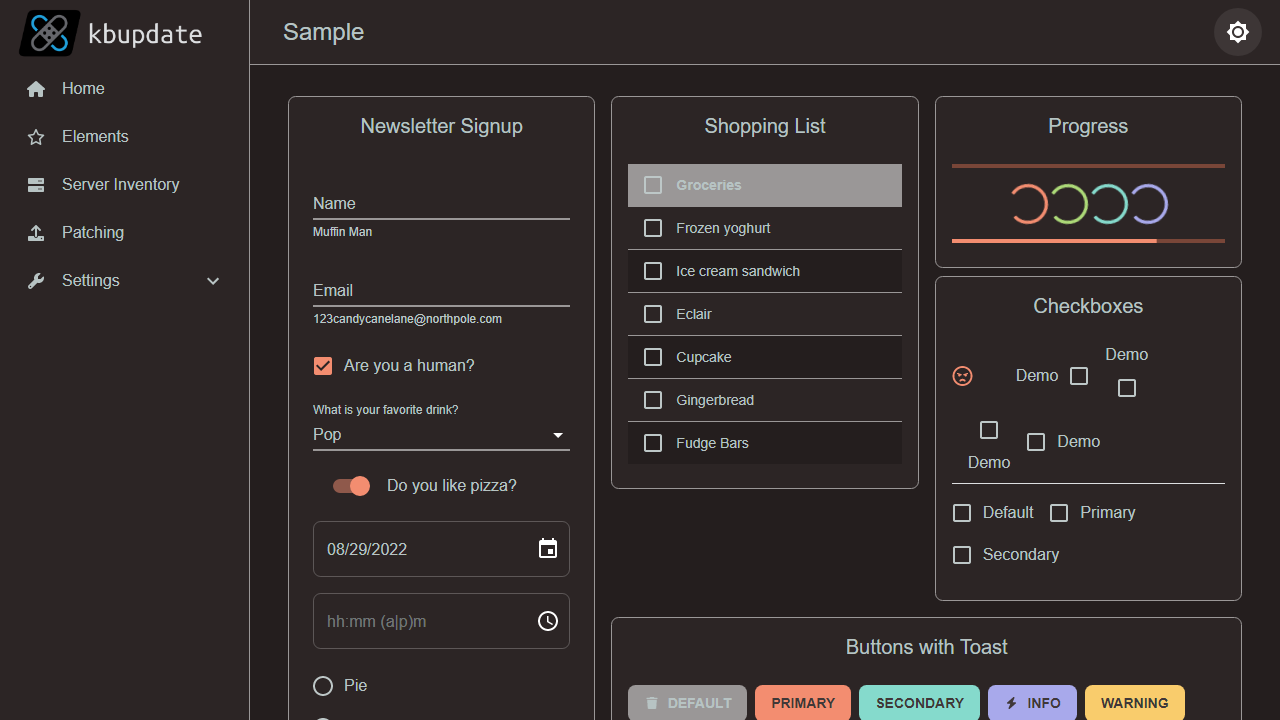 kbupdate
Home
Elements
Server Inventory
Patching
Settings
Sample
Newsletter Signup
Name
Muffin Man
Email
123candycanelane@northpole.com
Are you a human?
What is your favorite drink?
Pop
Do you like pizza?
08/29/2022
hh:mm (a|p)m
Pie
Shopping List
Groceries
Frozen yoghurt
Ice cream sandwich
Eclair
Cupcake
Gingerbread
Fudge Bars
Progress
Checkboxes
Demo
Demo
Demo
Demo
Default Primary
Secondary
Buttons with Toast
DEFAULT PRIMARY SECONDARY INFO WARNING